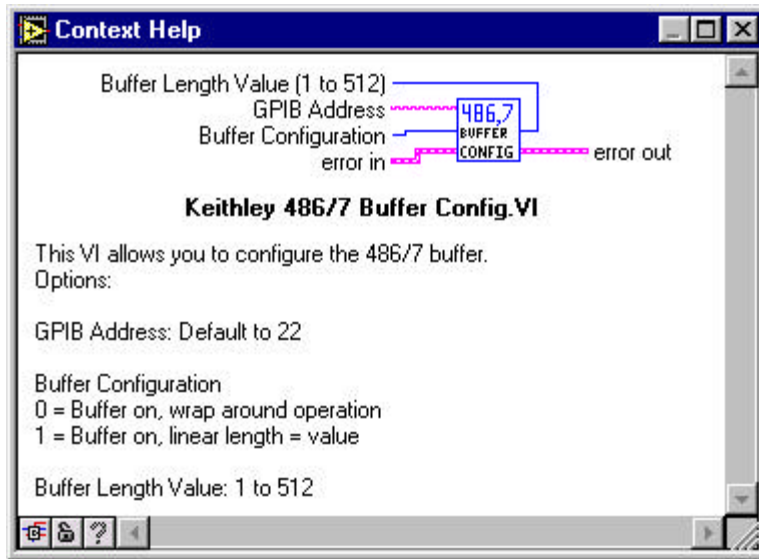 Context Help
Buffer Length Value (1 to 512)
GPIB Address
Buffer Configuration
error in
486,7
BUFFER
CONFIG
error out
Keithley 486/7 Buffer Config.VI
This VI allows you to configure the 486/7 buffer.
Options:
GPIB Address: Default to 22
Buffer Configuration
0 = Buffer on, wrap around operation
1 = Buffer on, linear length = value
Buffer Length Value: 1 to 512
?